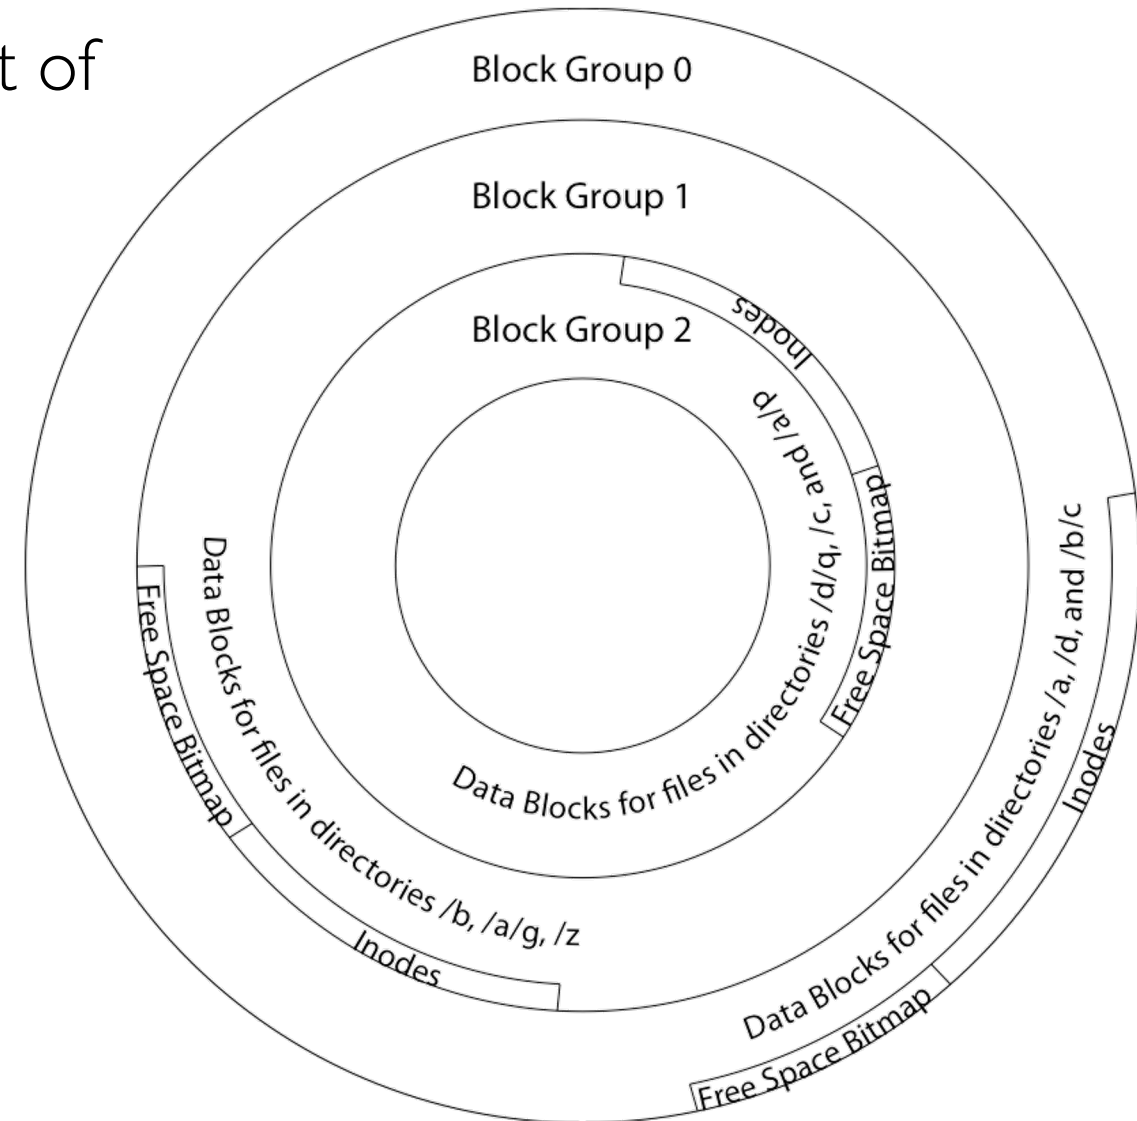 t of
Block Group 0
Block Group 1
Block Group 2
Inodes
Free Space Bitmap
Data Blocks for files in directories /d/q, /c, and /a/p
Data Blocks for files in directories /b, /a/g, /z
Free Space Bitmap
Inodes
Data Blocks for files in directories /a, /d, and /b/c
Inodes
Free Space Bitmap